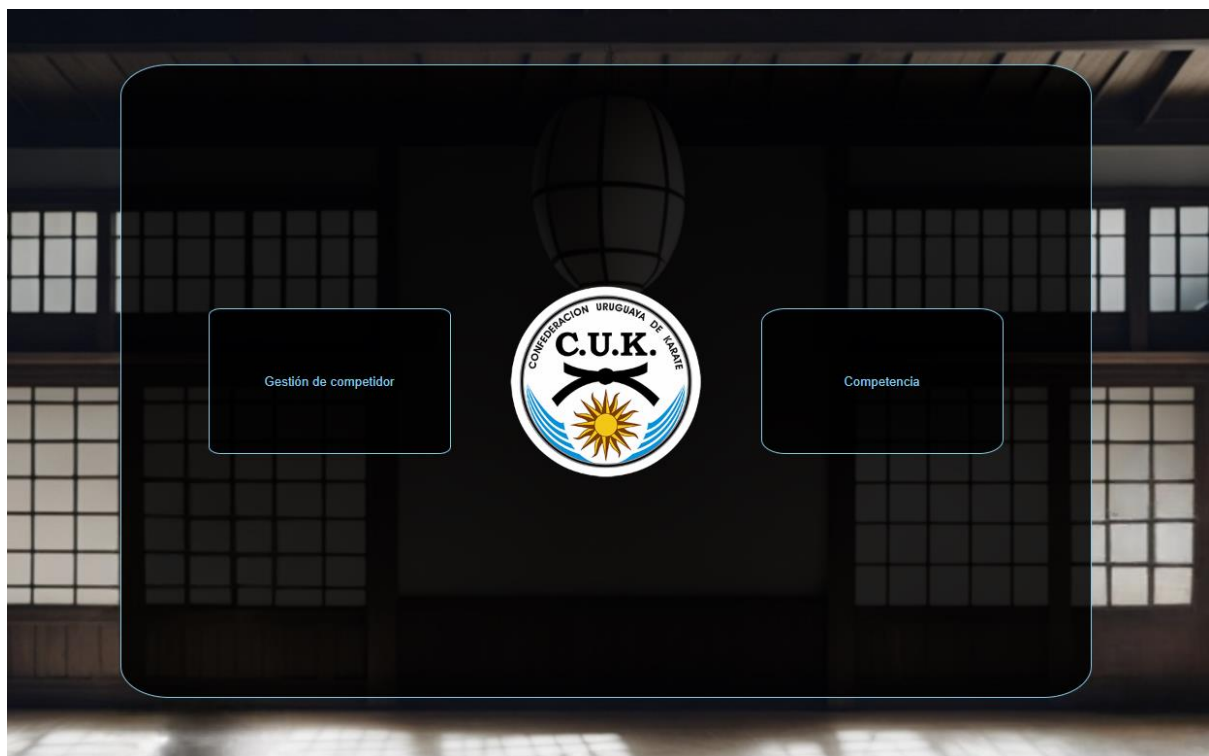 Gestión de competidor
CONFEDERACION URUGUAYA DE KARATE
C.U.K.
Competencia